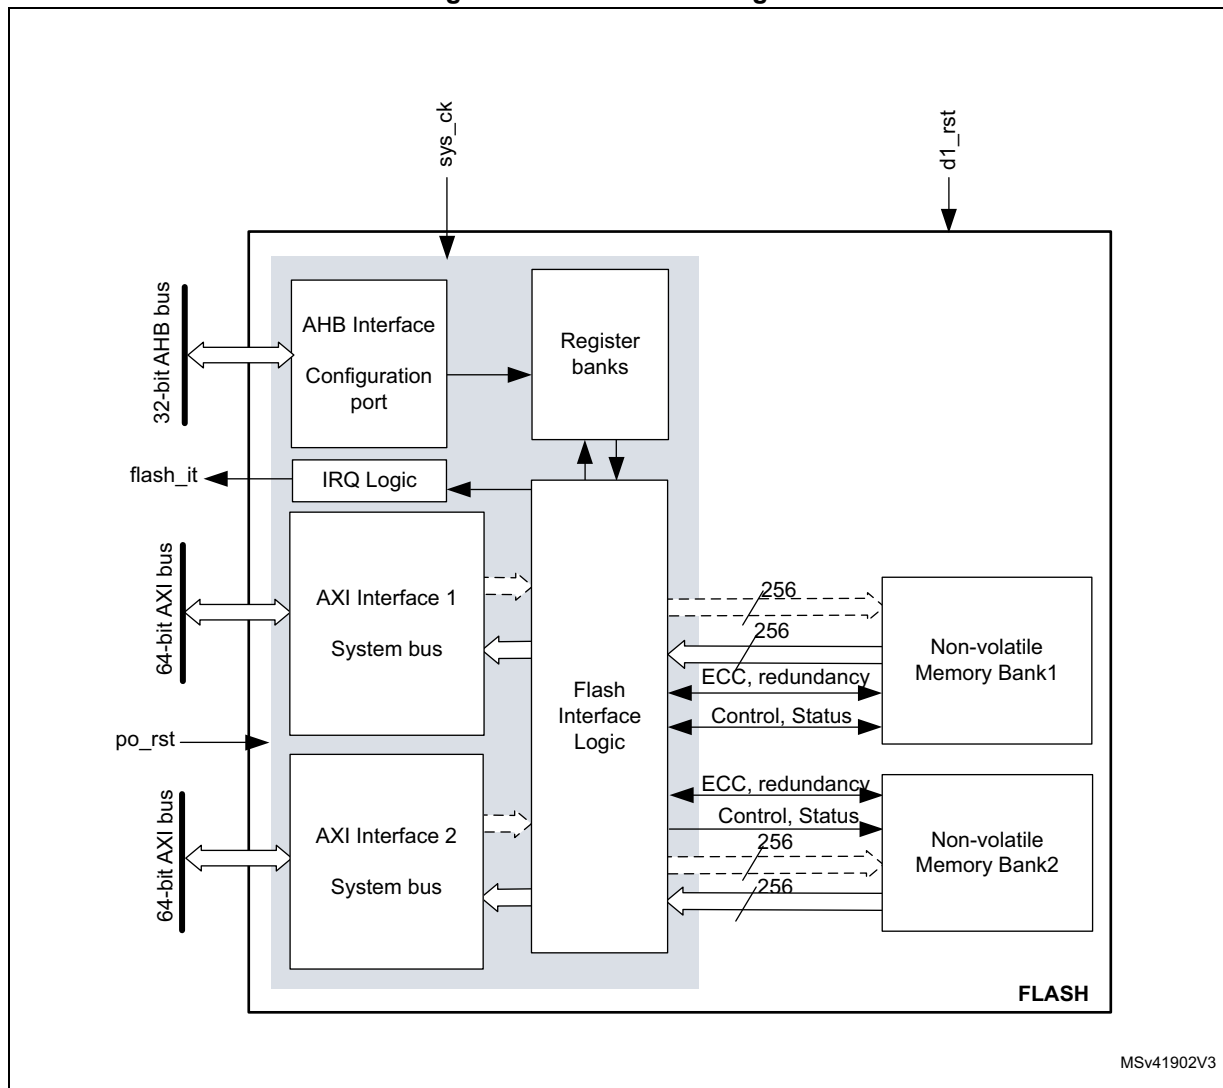 sys_ck
d1_rst
32-bit AHB bus
AHB Interface
Configuration
port
Register
banks
flash_it
IRQ Logic
64-bit AXI bus
AXI Interface 1
System bus
Flash
Interface
Logic
256
256
ECC, redundancy
Control, Status
Non-volatile
Memory Bank1
po_rst
64-bit AXI bus
AXI Interface 2
System bus
ECC, redundancy
Control, Status
256
256
Non-volatile
Memory Bank2
FLASH
MSv41902V3